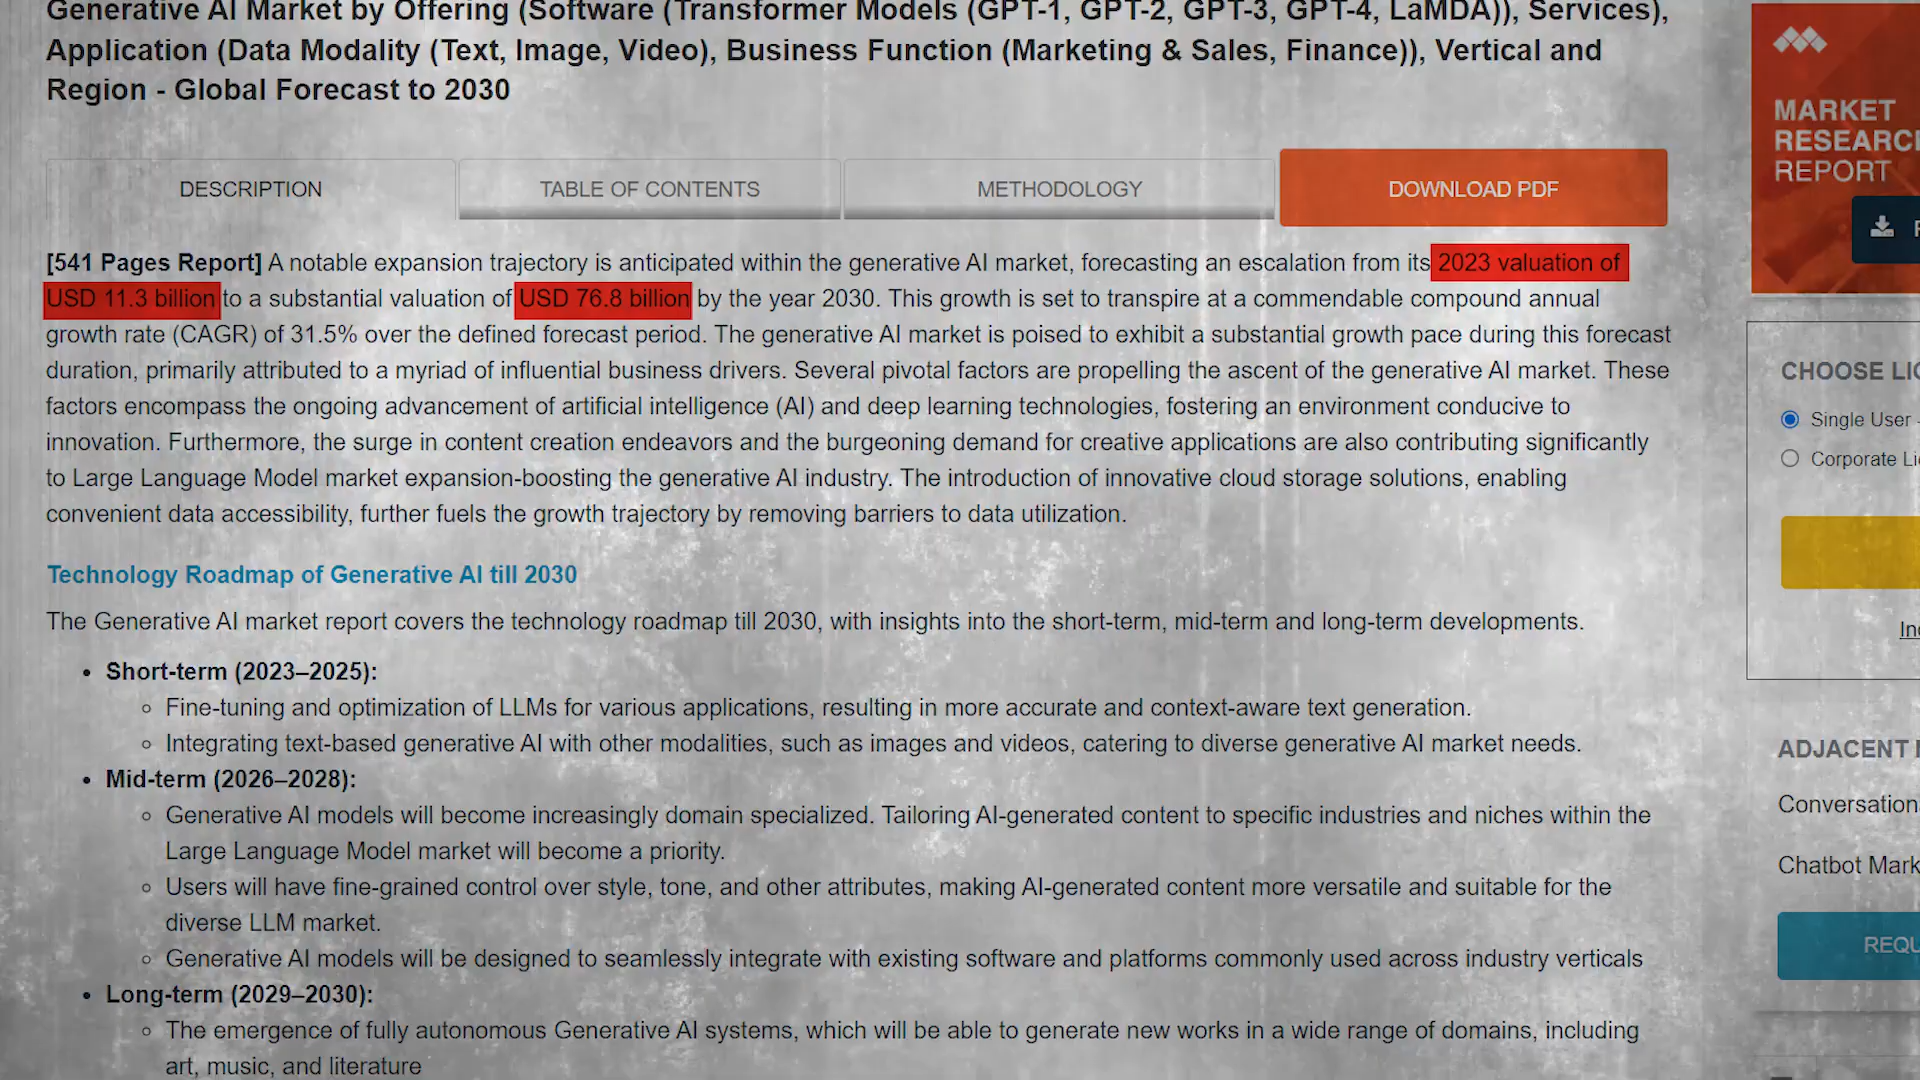 Generative AI Market by Offering (Software (Transformer Models (GPT-1, GPT-2, GPT-3, GPT-4, LaMDA)), Services),
Application (Data Modality (Text, Image, Video), Business Function (Marketing & Sales, Finance)), Vertical and
Region - Global Forecast to 2030
DESCRIPTION
TABLE OF CONTENTS
METHODOLOGY
DOWNLOAD PDF
[541 Pages Report] A notable expansion trajectory is anticipated within the generative AI market, forecasting an escalation from its 2023 valuation of
USD 11.3 billion to a substantial valuation of USD 76.8 billion by the year 2030. This growth is set to transpire at a commendable compound annual
growth rate (CAGR) of 31.5% over the defined forecast period. The generative AI market is poised to exhibit a substantial growth pace during this forecast
duration, primarily attributed to a myriad of influential business drivers. Several pivotal factors are propelling the ascent of the generative AI market. These
factors encompass the ongoing advancement of artificial intelligence (AI) and deep learning technologies, fostering an environment conducive to
innovation. Furthermore, the surge in content creation endeavors and the burgeoning demand for creative applications are also contributing significantly
to Large Language Model market expansion-boosting the generative AI industry. The introduction of innovative cloud storage solutions, enabling
convenient data accessibility, further fuels the growth trajectory by removing barriers to data utilization.
Technology Roadmap of Generative AI till 2030
The Generative AI market report covers the technology roadmap till 2030, with insights into the short-term, mid-term and long-term developments.
Short-term (2023–2025):
Fine-tuning and optimization of LLMs for various applications, resulting in more accurate and context-aware text generation.
Integrating text-based generative AI with other modalities, such as images and videos, catering to diverse generative AI market needs.
Mid-term (2026–2028):
Generative AI models will become increasingly domain specialized. Tailoring AI-generated content to specific industries and niches within the
Large Language Model market will become a priority.
Users will have fine-grained control over style, tone, and other attributes, making AI-generated content more versatile and suitable for the
diverse LLM market.
Generative AI models will be designed to seamlessly integrate with existing software and platforms commonly used across industry verticals
Long-term (2029–2030):
The emergence of fully autonomous Generative AI systems, which will be able to generate new works in a wide range of domains, including
art, music, and literature
MARKET
RESEARC
REPORT
CHOOSE LIC
Single User -
Corporate Li
ADJACENT
Conversation
Chatbot Mark
REQU